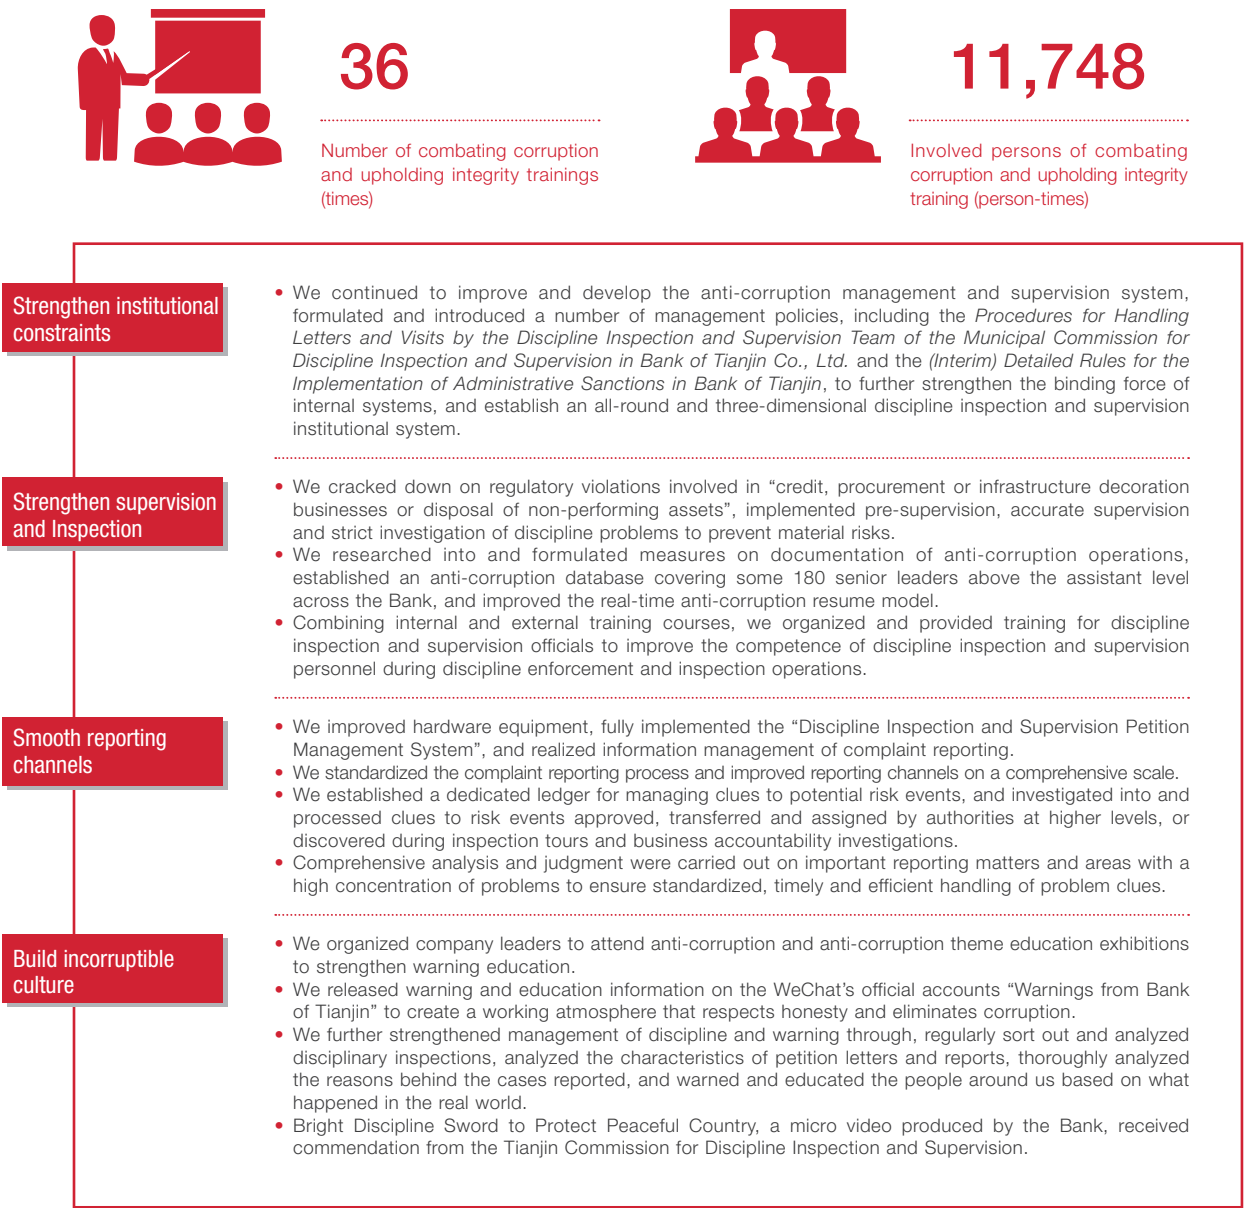 36
Number of combating corruption
and upholding integrity trainings
(times)
11,748
Involved persons of combating
corruption and upholding integrity
training (person-times)
Strengthen institutional
constraints
• We continued to improve and develop the anti-corruption management and supervision system,
formulated and introduced a number of management policies, including the Procedures for Handling
Letters and Visits by the Discipline Inspection and Supervision Team of the Municipal Commission for
Discipline Inspection and Supervision in Bank of Tianjin Co., Ltd. and the (Interim) Detailed Rules for the
Implementation of Administrative Sanctions in Bank of Tianjin, to further strengthen the binding force of
internal systems, and establish an all-round and three-dimensional discipline inspection and supervision
institutional system.
Strengthen supervision
and Inspection
• We cracked down on regulatory violations involved in “credit, procurement or infrastructure decoration
businesses or disposal of non-performing assets”, implemented pre-supervision, accurate supervision
and strict investigation of discipline problems to prevent material risks.
• We researched into and formulated measures on documentation of anti-corruption operations,
established an anti-corruption database covering some 180 senior leaders above the assistant level
across the Bank, and improved the real-time anti-corruption resume model.
• Combining internal and external training courses, we organized and provided training for discipline
inspection and supervision officials to improve the competence of discipline inspection and supervision
personnel during discipline enforcement and inspection operations.
Smooth reporting
channels
• We improved hardware equipment, fully implemented the “Discipline Inspection and Supervision Petition
Management System”, and realized information management of complaint reporting.
• We standardized the complaint reporting process and improved reporting channels on a comprehensive scale.
• We established a dedicated ledger for managing clues to potential risk events, and investigated into and
processed clues to risk events approved, transferred and assigned by authorities at higher levels, or
discovered during inspection tours and business accountability investigations.
• Comprehensive analysis and judgment were carried out on important reporting matters and areas with a
high concentration of problems to ensure standardized, timely and efficient handling of problem clues.
Build incorruptible
culture
• We organized company leaders to attend anti-corruption and anti-corruption theme education exhibitions
to strengthen warning education.
• We released warning and education information on the WeChat’s official accounts “Warnings from Bank
of Tianjin” to create a working atmosphere that respects honesty and eliminates corruption.
• We further strengthened management of discipline and warning through, regularly sort out and analyzed
disciplinary inspections, analyzed the characteristics of petition letters and reports, thoroughly analyzed
the reasons behind the cases reported, and warned and educated the people around us based on what
happened in the real world.
• Bright Discipline Sword to Protect Peaceful Country, a micro video produced by the Bank, received
commendation from the Tianjin Commission for Discipline Inspection and Supervision.